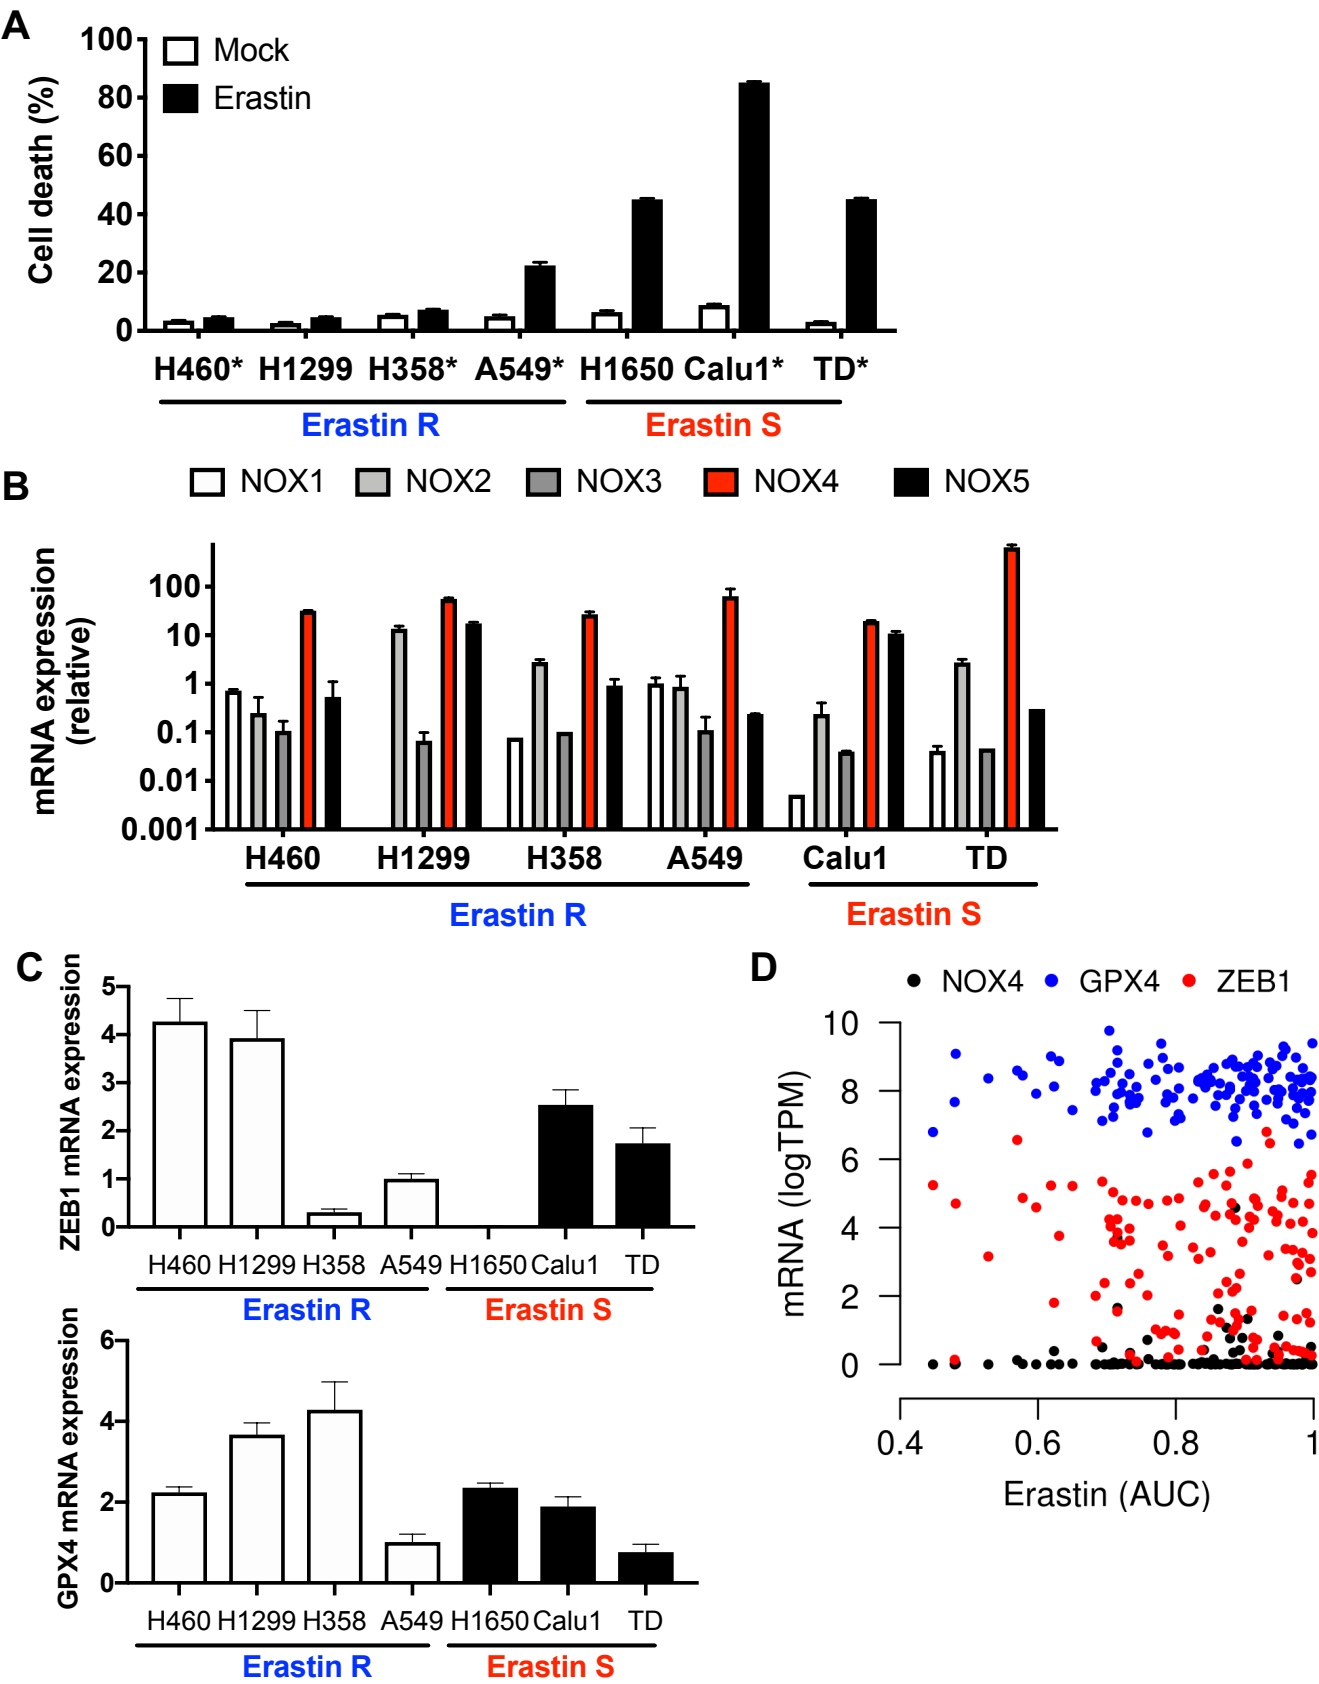 A
Cell death (%)
100
80
60
40
20
0
Mock
Erastin
H460* H1299 H358* A549* H1650 Calu1* TD*
Erastin R Erastin S
B
NOX1 NOX2 NOX3 NOX4 NOX5
mRNA expression
(relative)
100
10
1
0.1
0.01
0.001
H460 H1299 H358 A549 Calu1 TD
Erastin R Erastin S
C
ZEB1 mRNA expression
5
4
3
2
1
0
H460 H1299 H358 A549 H1650 Calu1 TD
Erastin R Erastin S
GPX4 mRNA expression
6
4
2
0
H460 H1299 H358 A549 H1650 Calu1 TD
Erastin R Erastin S
D
NOX4 GPX4 ZEB1
mRNA (logTPM)
10
8
6
4
2
0
0.4 0.6 0.8 1
Erastin (AUC)